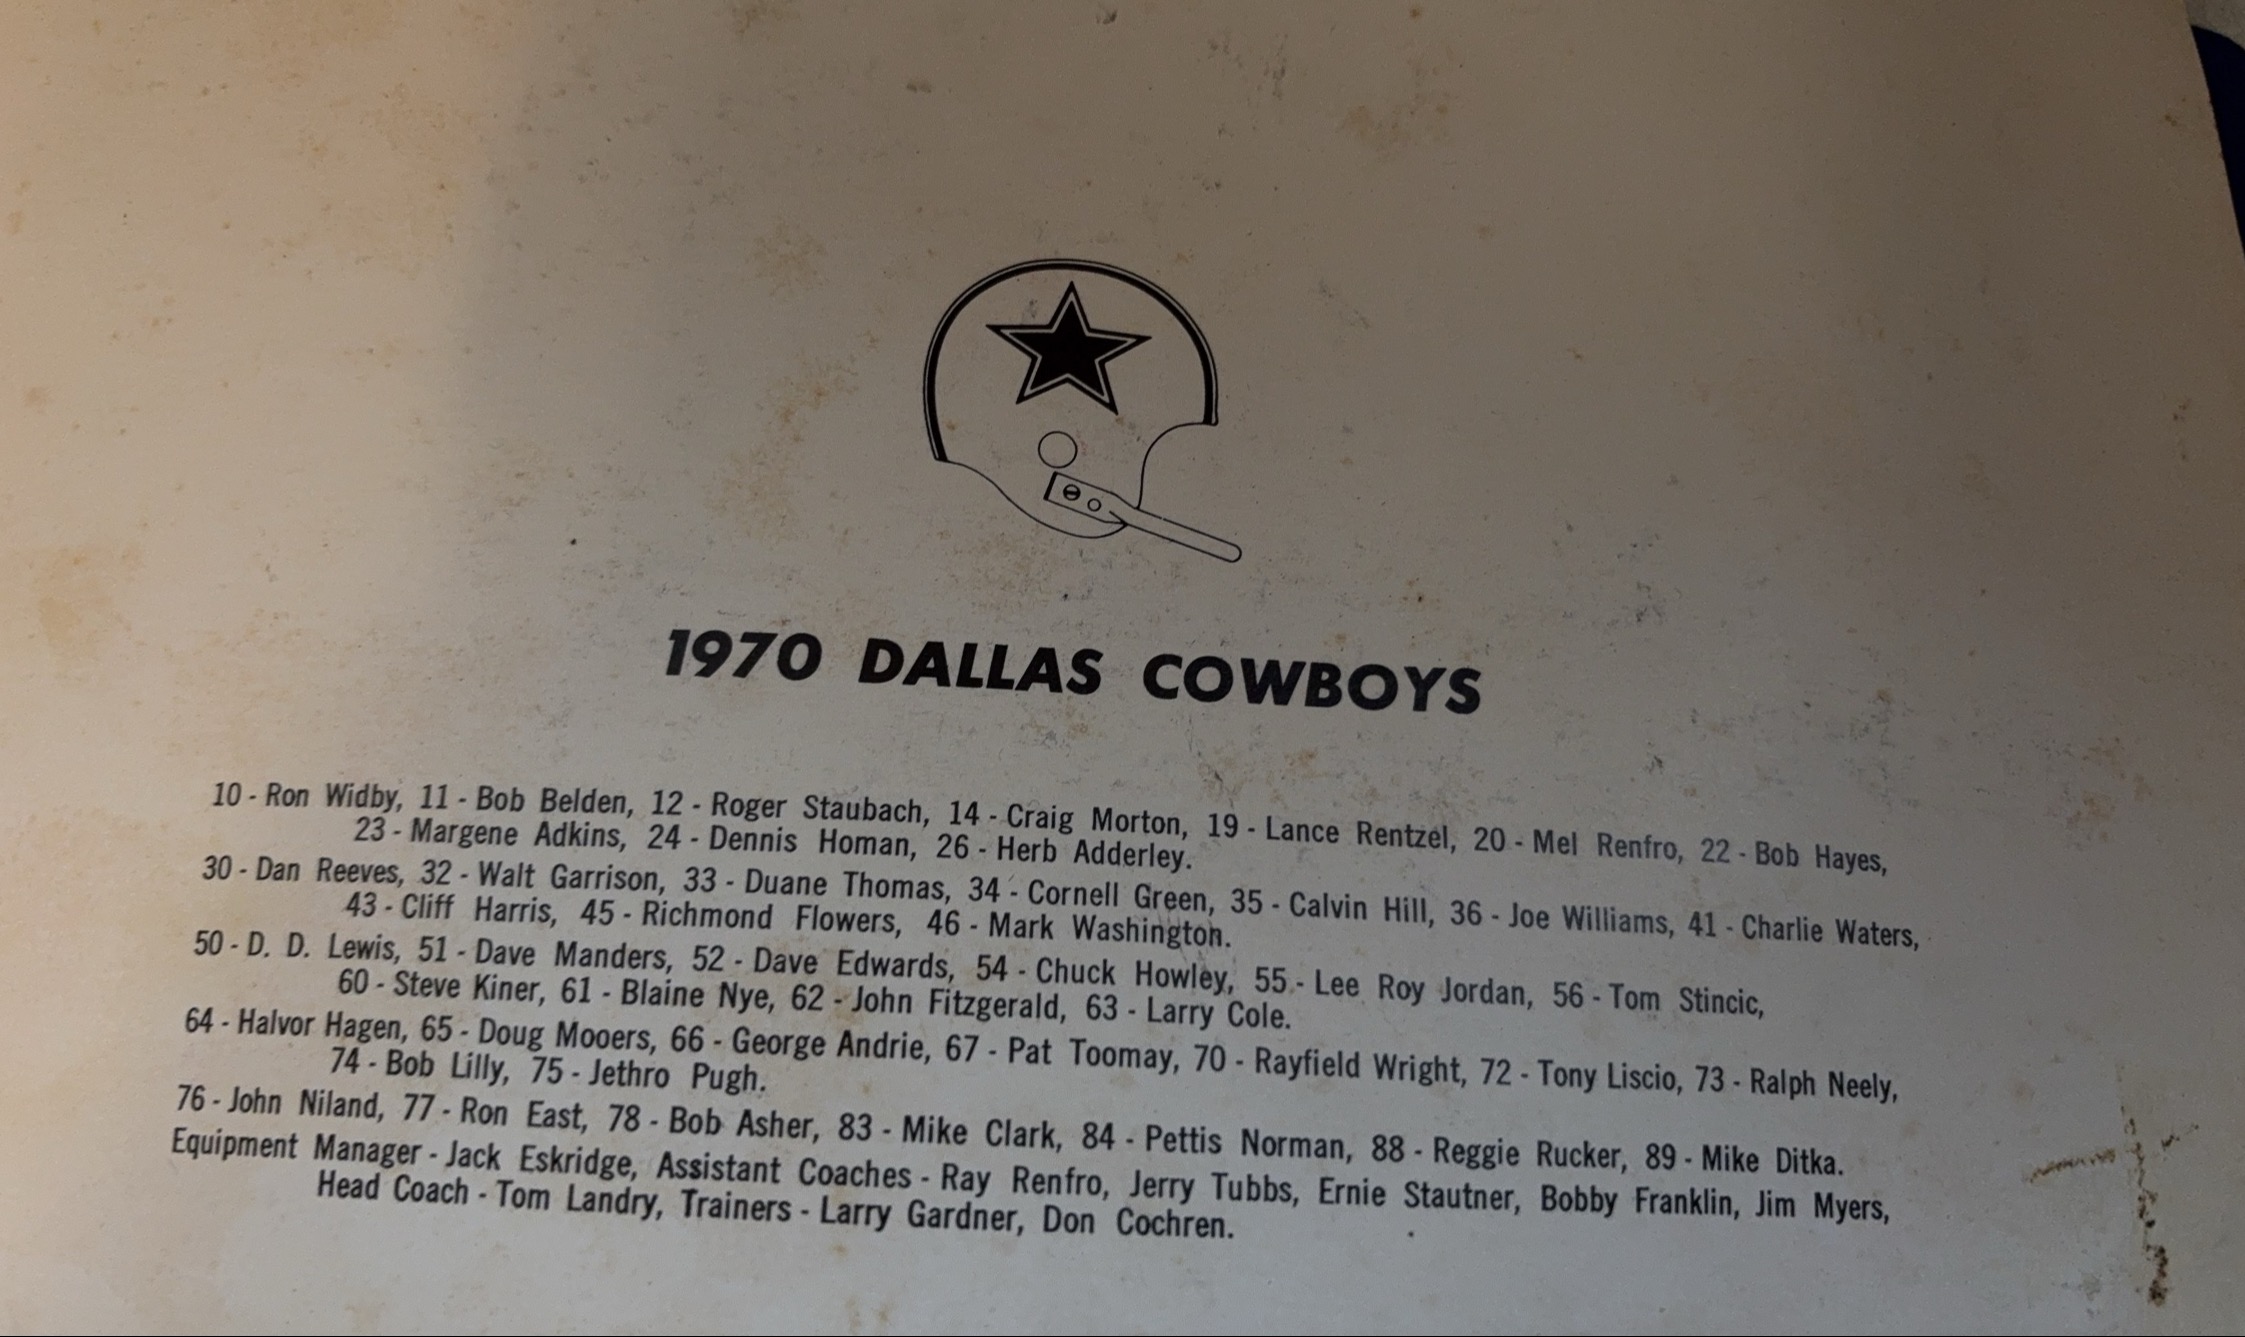 1970 DALLAS COWBOYS
10 - Ron Widby, 11 - Bob Belden, 12 - Roger Staubach, 14 - Craig Morton, 19 - Lance Rentzel, 20 - Mel Renfro, 22 - Bob Hayes,
23 - Margene Adkins, 24 - Dennis Homan, 26 - Herb Adderley.
30 - Dan Reeves, 32 - Walt Garrison, 33 - Duane Thomas, 34 - Cornell Green, 35 - Calvin Hill, 36 - Joe Williams, 41 - Charlie Waters,
43 - Cliff Harris, 45 - Richmond Flowers, 46 - Mark Washington.
50 - D. D. Lewis, 51 - Dave Manders, 52 - Dave Edwards, 54 - Chuck Howley, 55 - Lee Roy Jordan, 56 - Tom Stincic,
60 - Steve Kiner, 61 - Blaine Nye, 62 - John Fitzgerald, 63 - Larry Cole.
64 - Halvor Hagen, 65 - Doug Mooers, 66 - George Andrie, 67 - Pat Toomay, 70 - Rayfield Wright, 72 - Tony Liscio, 73 - Ralph Neely,
74 - Bob Lilly, 75 - Jethro Pugh.
76 - John Niland, 77 - Ron East, 78 - Bob Asher, 83 - Mike Clark, 84 - Pettis Norman, 88 - Reggie Rucker, 89 - Mike Ditka.
Equipment Manager - Jack Eskridge, Assistant Coaches - Ray Renfro, Jerry Tubbs, Ernie Stautner, Bobby Franklin, Jim Myers,
Head Coach - Tom Landry, Trainers - Larry Gardner, Don Cochren.